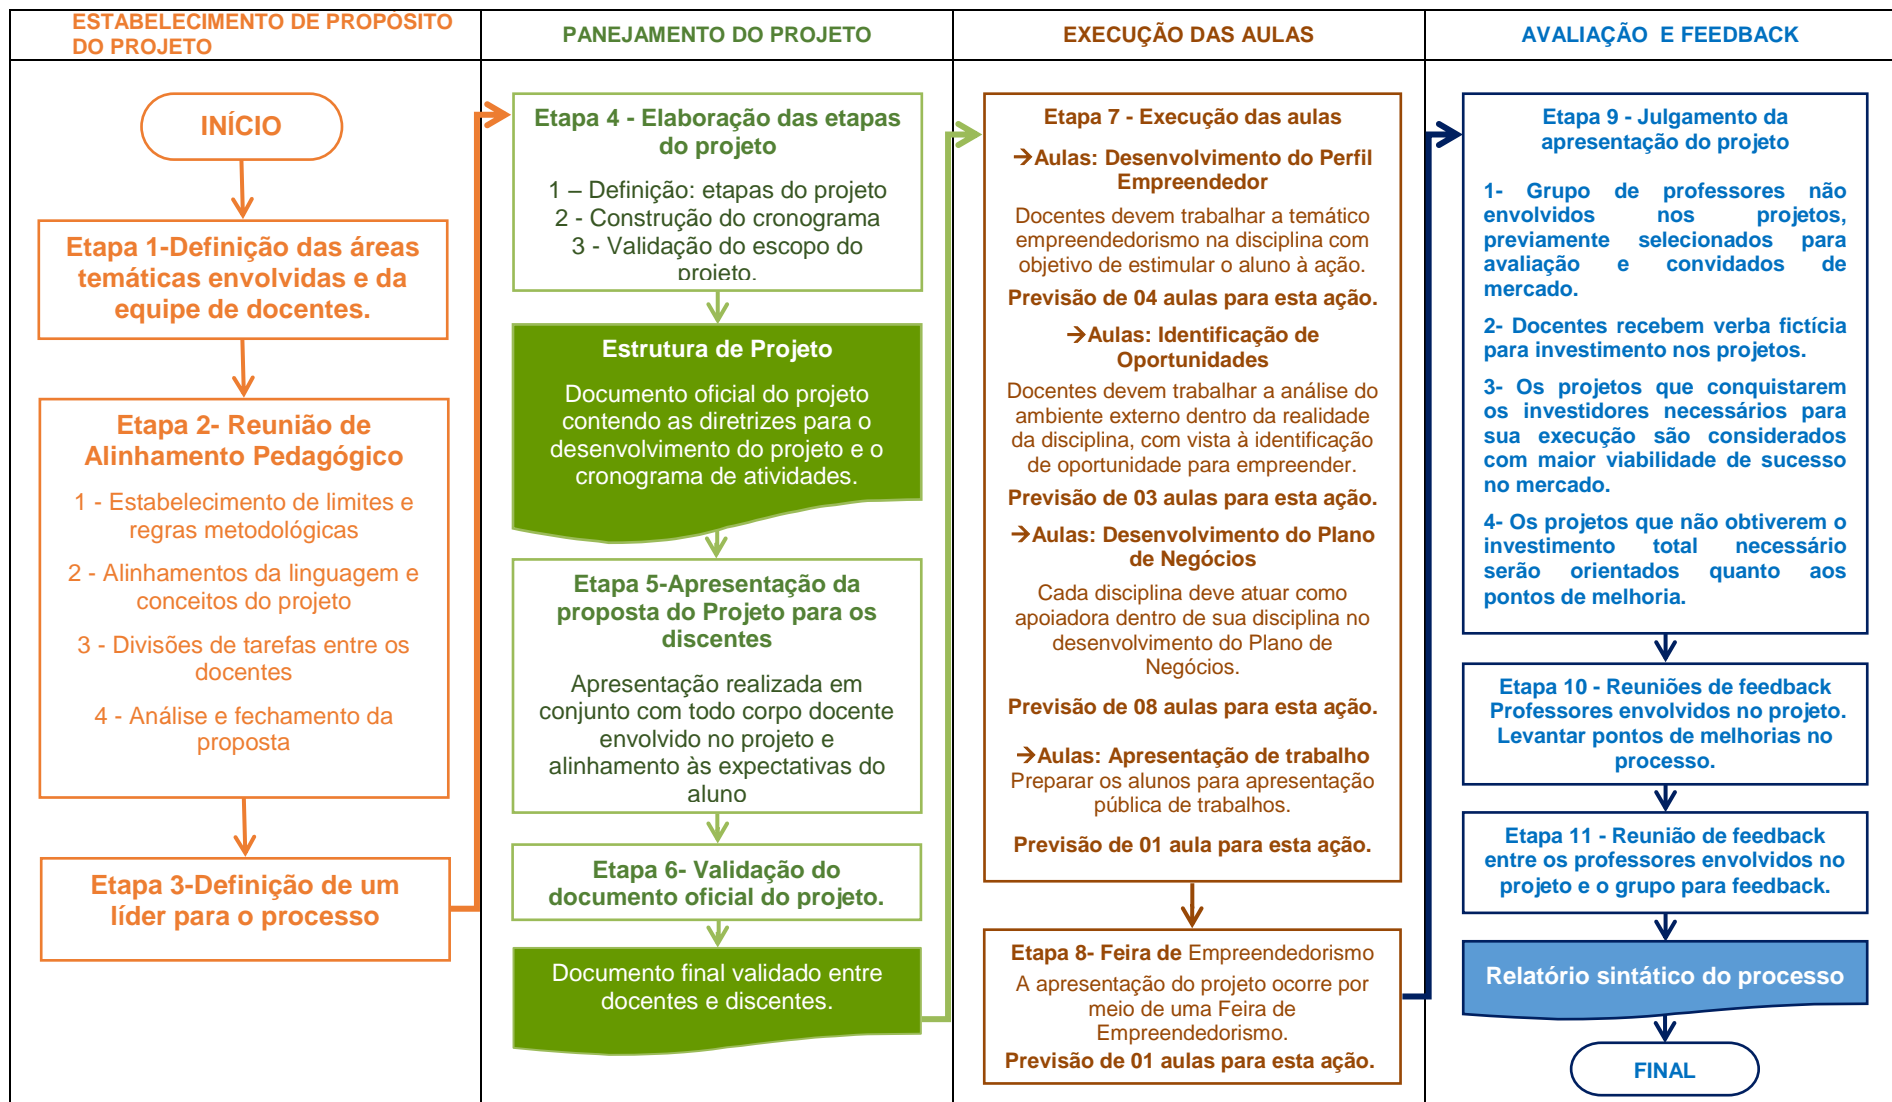 ESTABELECIMENTO DE PROPÓSITO
DO PROJETO
INÍCIO
Etapa 1-Definição das áreas
temáticas envolvidas e da
equipe de docentes.
Etapa 2- Reunião de
Alinhamento Pedagógico
1 - Estabelecimento de limites e
regras metodológicas
2 - Alinhamentos da linguagem e
conceitos do projeto
3 - Divisões de tarefas entre os
docentes
4 - Análise e fechamento da
proposta
Etapa 3-Definição de um
líder para o processo
PANEJAMENTO DO PROJETO
Etapa 4 - Elaboração das etapas
do projeto
1 – Definição: etapas do projeto
2 - Construção do cronograma
3 - Validação do escopo do
projeto.
Estrutura de Projeto
Documento oficial do projeto
contendo as diretrizes para o
desenvolvimento do projeto e o
cronograma de atividades.
Etapa 5-Apresentação da
proposta do Projeto para os
discentes
Apresentação realizada em
conjunto com todo corpo docente
envolvido no projeto e
alinhamento às expectativas do
aluno
Etapa 6- Validação do
documento oficial do projeto.
Documento final validado entre
docentes e discentes.
EXECUÇÃO DAS AULAS
Etapa 7 - Execução das aulas
→Aulas: Desenvolvimento do Perfil
Empreendedor
Docentes devem trabalhar a temático
empreendedorismo na disciplina com
objetivo de estimular o aluno à ação.
Previsão de 04 aulas para esta ação.
→Aulas: Identificação de
Oportunidades
Docentes devem trabalhar a análise do
ambiente externo dentro da realidade
da disciplina, com vista à identificação
de oportunidade para empreender.
Previsão de 03 aulas para esta ação.
→Aulas: Desenvolvimento do Plano
de Negócios
Cada disciplina deve atuar como
apoiadora dentro de sua disciplina no
desenvolvimento do Plano de
Negócios.
Previsão de 08 aulas para esta ação.
→Aulas: Apresentação de trabalho
Preparar os alunos para apresentação
pública de trabalhos.
Previsão de 01 aula para esta ação.
Etapa 8- Feira de Empreendedorismo
A apresentação do projeto ocorre por
meio de uma Feira de
Empreendedorismo.
Previsão de 01 aulas para esta ação.
AVALIAÇÃO E FEEDBACK
Etapa 9 - Julgamento da
apresentação do projeto
1- Grupo de professores não
envolvidos nos projetos,
previamente selecionados para
avaliação e convidados de
mercado.
2- Docentes recebem verba fictícia
para investimento nos projetos.
3- Os projetos que conquistarem
os investidores necessários para
sua execução são considerados
com maior viabilidade de sucesso
no mercado.
4- Os projetos que não obtiverem o
investimento total necessário
serão orientados quanto aos
pontos de melhoria.
Etapa 10 - Reuniões de feedback
Professores envolvidos no projeto.
Levantar pontos de melhorias no
processo.
Etapa 11 - Reunião de feedback
entre os professores envolvidos no
projeto e o grupo para feedback.
Relatório sintático do processo
FINAL